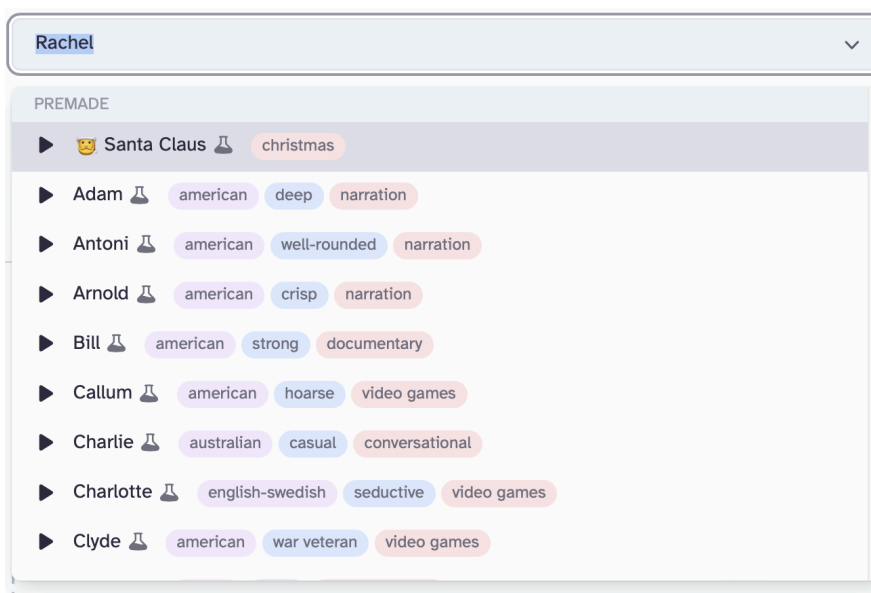 Rachel
PREMADE
Santa Claus christmas
Adam american deep narration
Antoni american well-rounded narration
Arnold american crisp narration
Bill american strong documentary
Callum american hoarse video games
Charlie australian casual conversational
Charlotte english-swedish seductive video games
Clyde american war veteran video games